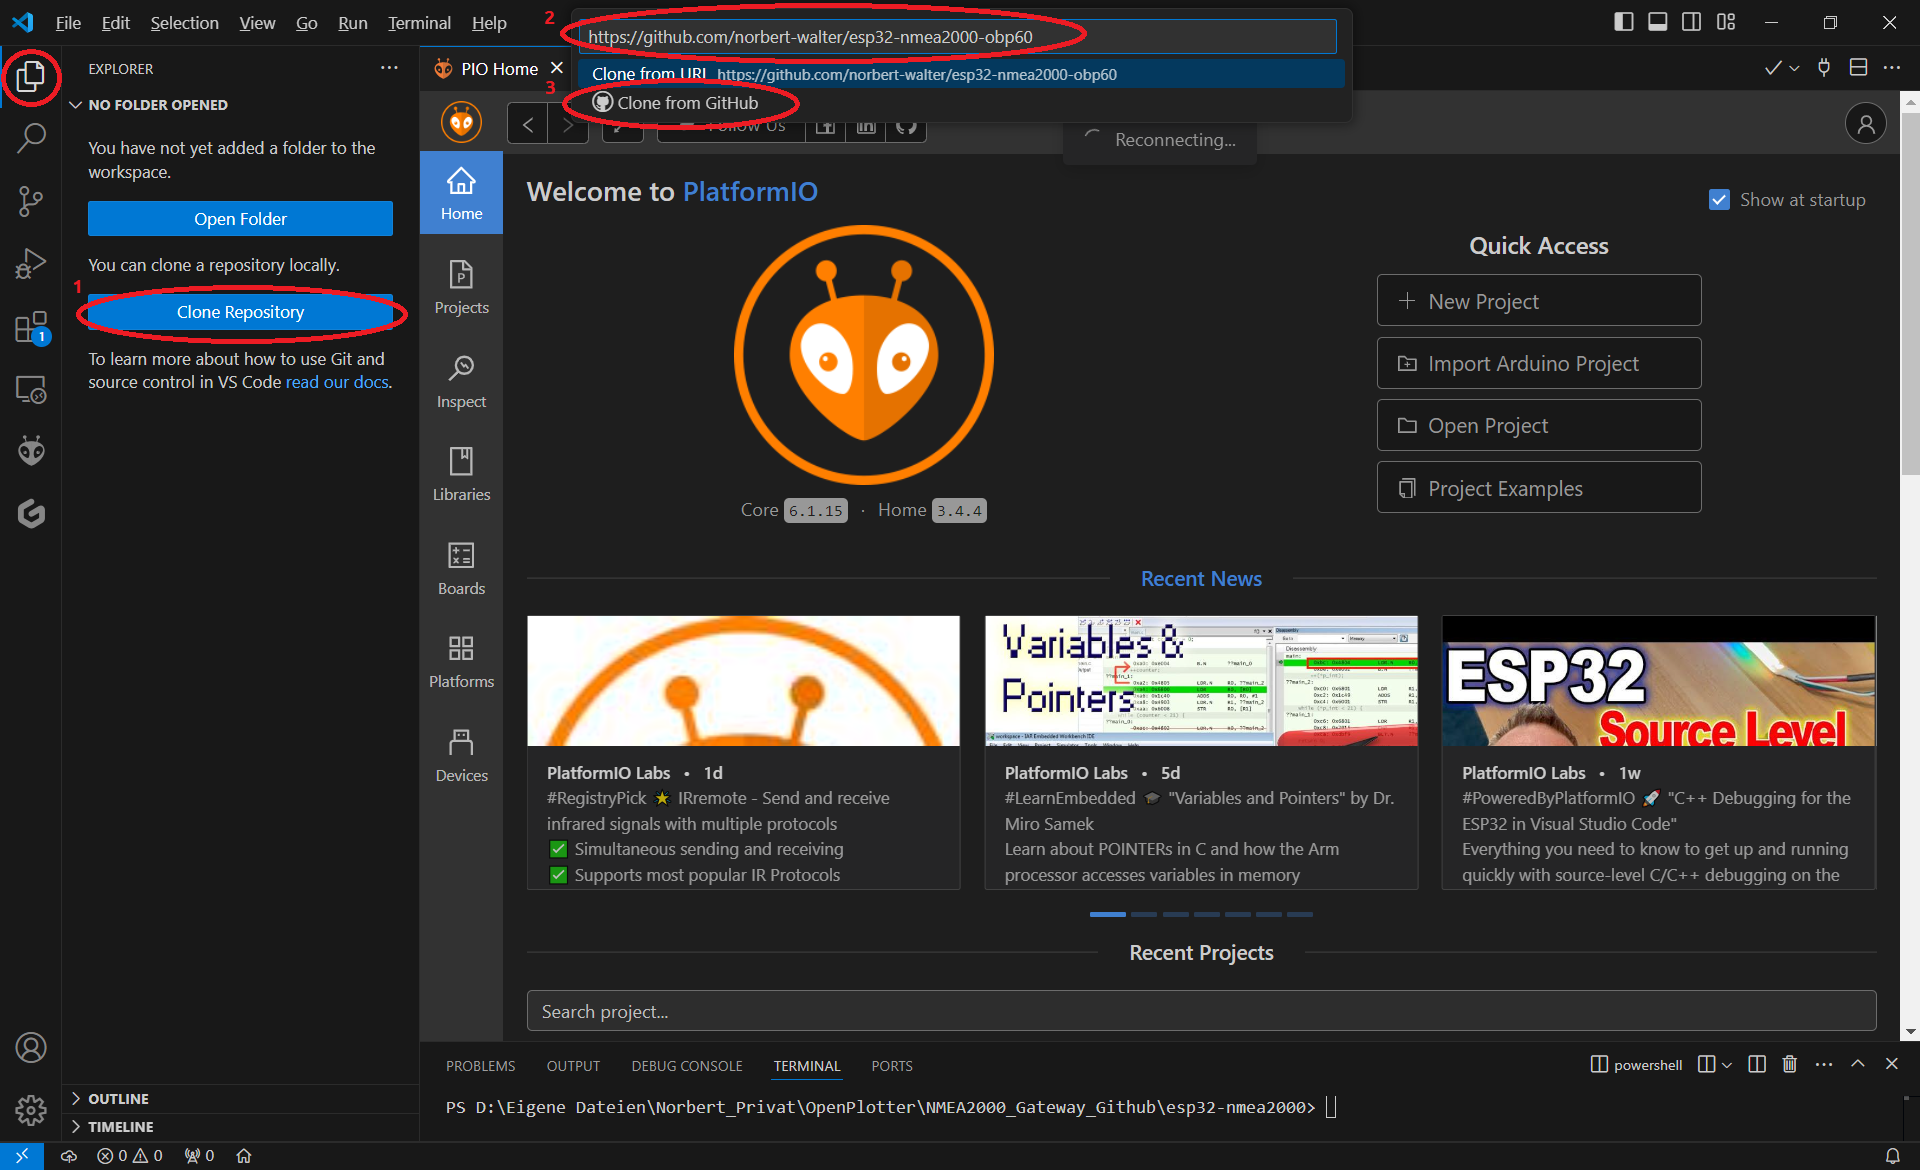 File Edit Selection View Go Run Terminal Help
2
https://github.com/norbert-walter/esp32-nmea2000-obp60
Clone from URL https://github.com/norbert-walter/esp32-nmea2000-obp60
3
Clone from GitHub
EXPLORER
NO FOLDER OPENED
You have not yet added a folder to the
workspace.
Open Folder
You can clone a repository locally.
1
Clone Repository
To learn more about how to use Git and
source control in VS Code read our docs.
1
OUTLINE
TIMELINE
PIO Home
Follow Us
Reconnecting...
Home
Projects
Inspect
Libraries
Boards
Platforms
Devices
Welcome to PlatformIO
Show at startup
Core 6.1.15 · Home 3.4.4
Quick Access
New Project
Import Arduino Project
Open Project
Project Examples
Recent News
PlatformIO Labs • 1d
#RegistryPick 🌟 IRremote - Send and receive
infrared signals with multiple protocols
✅ Simultaneous sending and receiving
✅ Supports most popular IR Protocols
Variables &
Pointers
PlatformIO Labs • 5d
#LearnEmbedded 🎓 "Variables and Pointers" by Dr.
Miro Samek
Learn about POINTERs in C and how the Arm
processor accesses variables in memory
ESP32
Source Level
PlatformIO Labs • 1w
#PoweredByPlatformIO 🚀 "C++ Debugging for the
ESP32 in Visual Studio Code"
Everything you need to know to get up and running
quickly with source-level C/C++ debugging on the
Recent Projects
Search project...
PROBLEMS OUTPUT DEBUG CONSOLE TERMINAL PORTS
powershell
PS D:\Eigene Dateien\Norbert_Privat\OpenPlotter\NMEA2000_Gateway_Github\esp32-nmea2000>
0 0 0